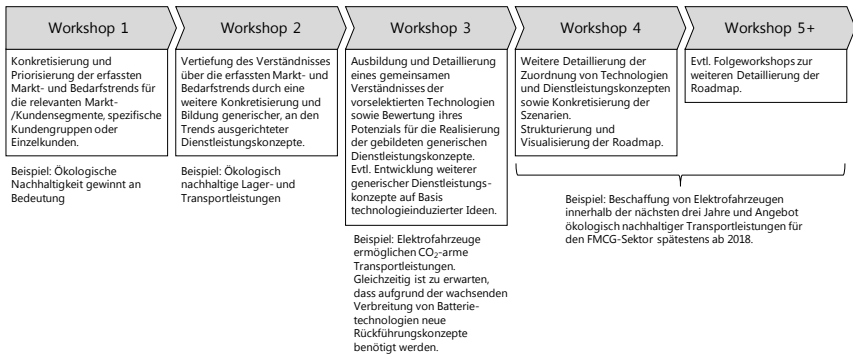 Workshop 1
Konkretisierung und
Priorisierung der erfassten
Markt- und Bedarfstrends für
die relevanten Markt-
/Kundensegmente, spezifische
Kundengruppen oder
Einzelkunden.
Beispiel: Ökologische
Nachhaltigkeit gewinnt an
Bedeutung
Workshop 2
Vertiefung des Verständnisses
über die erfassten Markt- und
Bedarfstrends durch eine
weitere Konkretisierung und
Bildung generischer, an den
Trends ausgerichteter
Dienstleistungskonzepte.
Beispiel: Ökologisch
nachhaltige Lager- und
Transportleistungen
Workshop 3
Ausbildung und Detaillierung
eines gemeinsamen
Verständnisses der
vorselektierten Technologien
sowie Bewertung ihres
Potenzials für die Realisierung
der gebildeten generischen
Dienstleistungskonzepte.
Evtl. Entwicklung weiterer
generischer Dienstleistungs-
konzepte auf Basis
technologieinduzierter Ideen.
Beispiel: Elektrofahrzeuge
ermöglichen CO₂-arme
Transportleistungen.
Gleichzeitig ist zu erwarten,
dass aufgrund der wachsenden
Verbreitung von Batterie-
technologien neue
Rückführungskonzepte
benötigt werden.
Workshop 4
Weitere Detaillierung der
Zuordnung von Technologien
und Dienstleistungskonzepten
sowie Konkretisierung der
Szenarien.
Strukturierung und
Visualisierung der Roadmap.
Workshop 5+
Evtl. Folgeworkshops zur
weiteren Detaillierung der
Roadmap.
Beispiel: Beschaffung von Elektrofahrzeugen
innerhalb der nächsten drei Jahre und Angebot
ökologisch nachhaltiger Transportleistungen für
den FMCG-Sektor spätestens ab 2018.